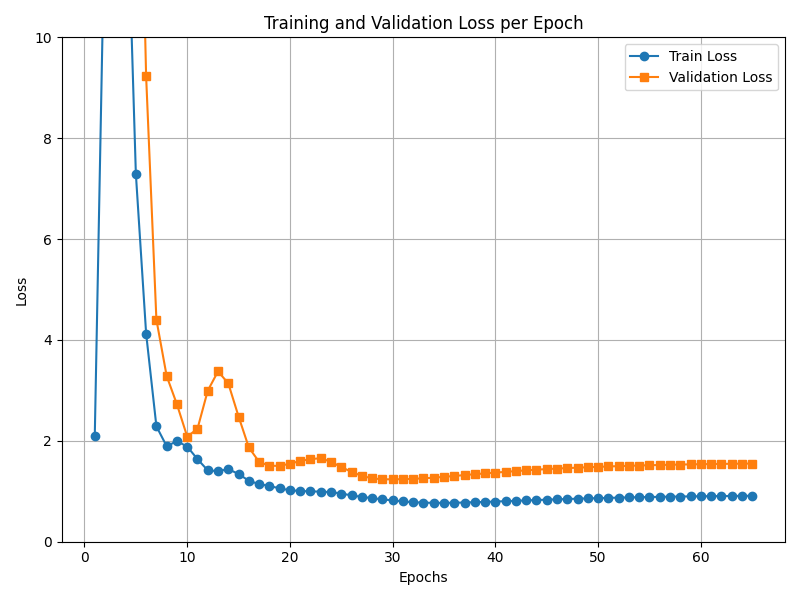 Training and Validation Loss per Epoch
Train Loss
Validation Loss
Loss
10
8
6
4
2
0
0 10 20 30 40 50 60
Epochs